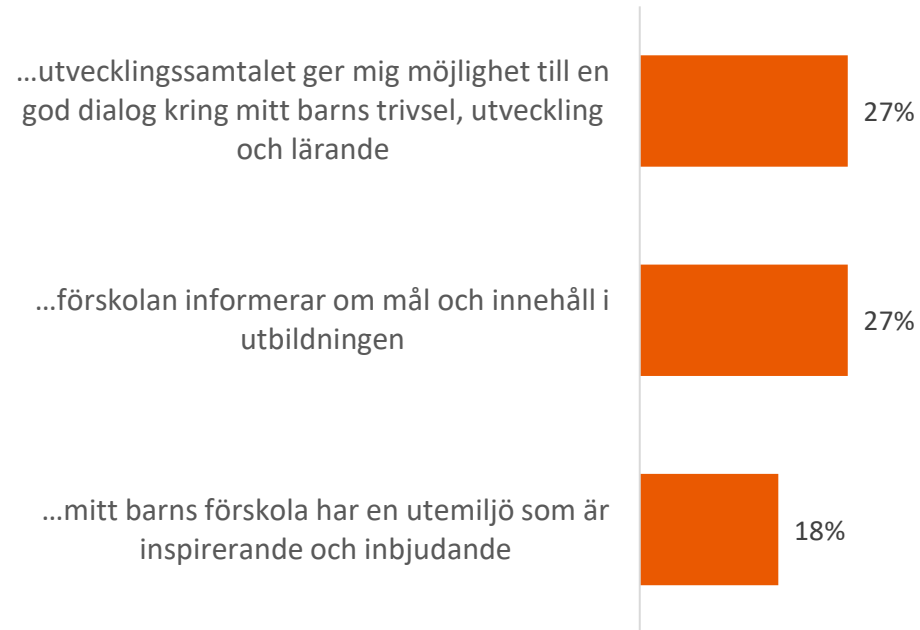 …utvecklingssamtalet ger mig möjlighet till en
god dialog kring mitt barns trivsel, utveckling
och lärande
27%
…förskolan informerar om mål och innehåll i
utbildningen
27%
…mitt barns förskola har en utemiljö som är
inspirerande och inbjudande
18%